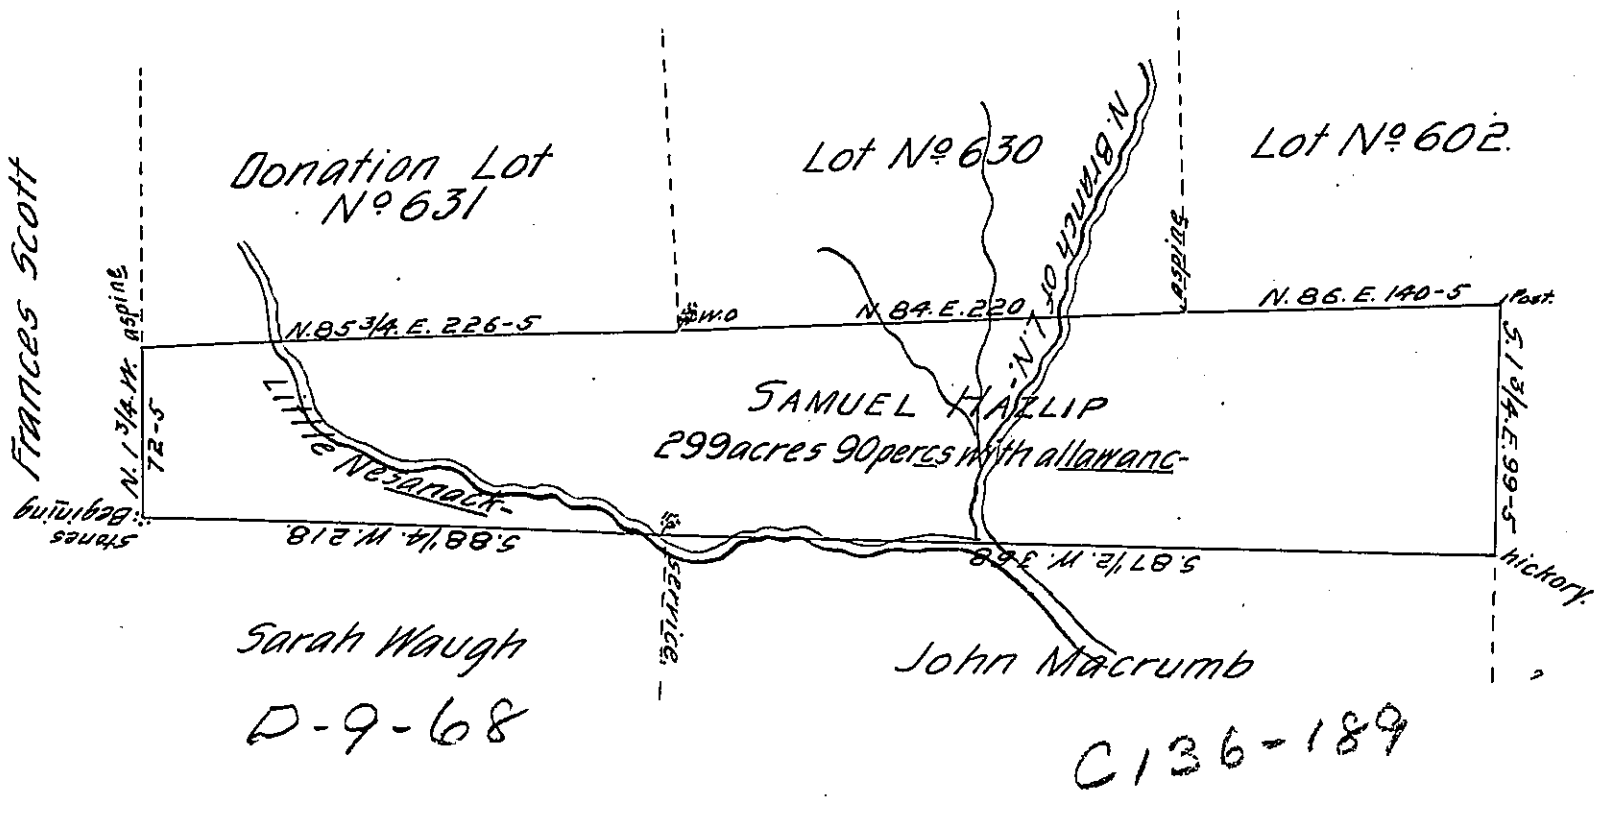 Donation Lot
Nº 631
Lot Nº 630
Lot Nº 602.
N. Branch of L.N.-
Frances Scott
aspine
aspine
N. 85 3/4. E. 226-5
W.O
N. 84. E. 220
N. 86. E. 140-5
Post.
N. 1 3/4. W.
72-5
S. 1 3/4. E. 99-5
SAMUEL HAZLIP
299 acres 90 percs with allawanc-
Little Nesanack-
Begining
Stones
S. 88 1/4. W. 218.
service.
S. 87 1/2. W. 368
hickory.
Sarah Waugh
John Macrumb
D-9-68
C136-189